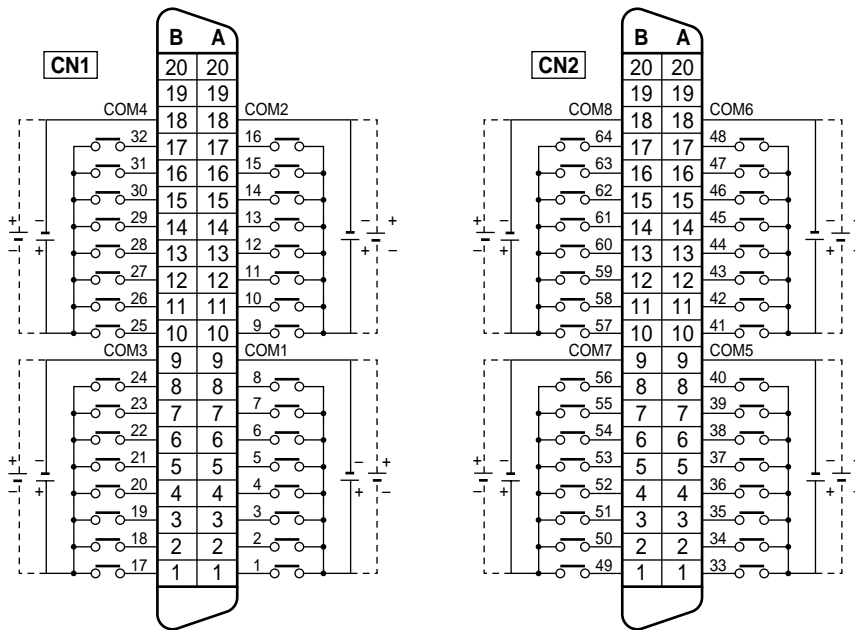 B A B A
CN1 20 20 CN2 20 20
19 19 19 19
COM4 18 18 COM2 COM8 18 18 COM6
32 17 17 16 64 17 17 48
31 16 16 15 63 16 16 47
30 15 15 14 62 15 15 46
29 14 14 13 61 14 14 45
+ − − + + − − +
28 13 13 12 60 13 13 44
− + + − − + + −
27 12 12 11 59 12 12 43
26 11 11 10 58 11 11 42
25 10 10 9 57 10 10 41
COM3 9 9 COM1 COM7 9 9 COM5
24 8 8 8 56 8 8 40
23 7 7 7 55 7 7 39
22 6 6 6 54 6 6 38
+ − − + + − − +
21 5 5 5 53 5 5 37
− + + − − + + −
20 4 4 4 52 4 4 36
19 3 3 3 51 3 3 35
18 2 2 2 50 2 2 34
17 1 1 1 49 1 1 33